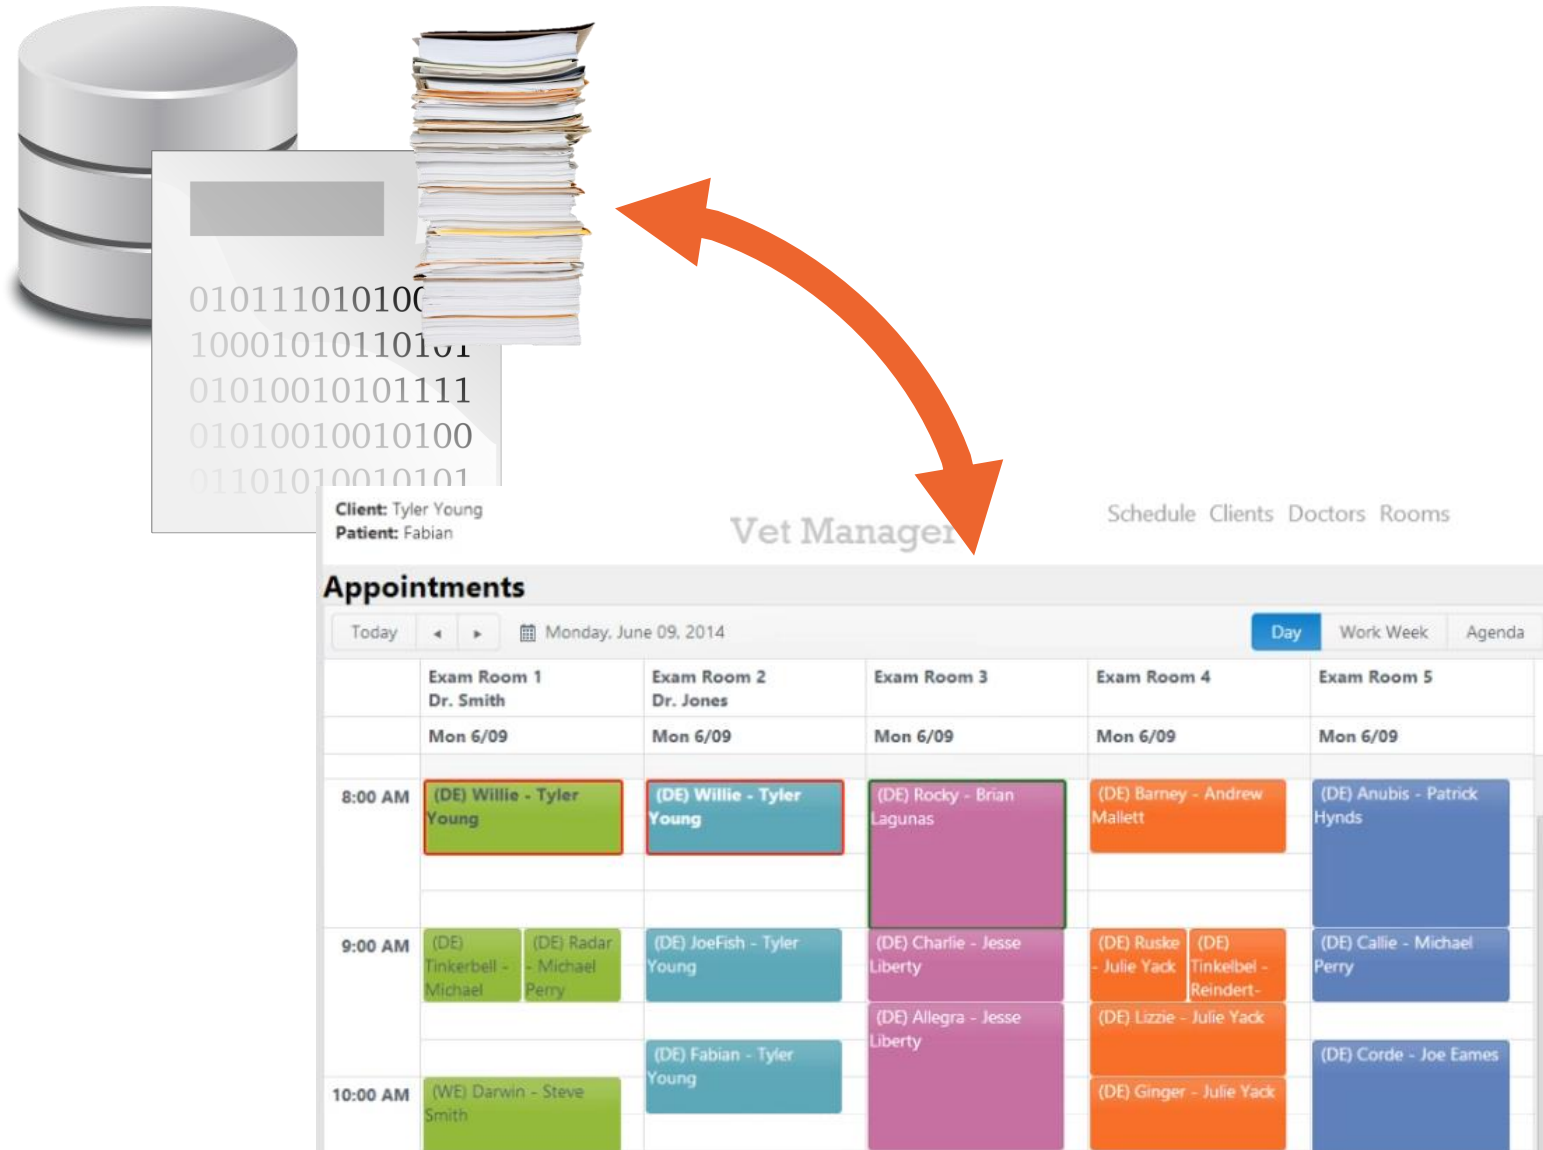 010111010100
10001010110101
01010010101111
01010010010100
01101010010101
Client: Tyler Young
Patient: Fabian
Vet Manager
Schedule Clients Doctors Rooms
Appointments
Today
Monday, June 09, 2014
Day Work Week Agenda
Exam Room 1
Dr. Smith
Exam Room 2
Dr. Jones
Exam Room 3
Exam Room 4
Exam Room 5
Mon 6/09
Mon 6/09
Mon 6/09
Mon 6/09
Mon 6/09
8:00 AM
(DE) Willie - Tyler
Young
(DE) Willie - Tyler
Young
(DE) Rocky - Brian
Lagunas
(DE) Barney - Andrew
Mallett
(DE) Anubis - Patrick
Hynds
9:00 AM
(DE)
Tinkerbell -
Michael
(DE) Radar
- Michael
Perry
(DE) JoeFish - Tyler
Young
(DE) Charlie - Jesse
Liberty
(DE) Ruske
- Julie Yack
(DE)
Tinkelbel -
Reindert-
(DE) Callie - Michael
Perry
(DE) Allegra - Jesse
Liberty
(DE) Lizzie - Julie Yack
(DE) Fabian - Tyler
Young
(DE) Corde - Joe Eames
10:00 AM
(WE) Darwin - Steve
Smith
(DE) Ginger - Julie Yack